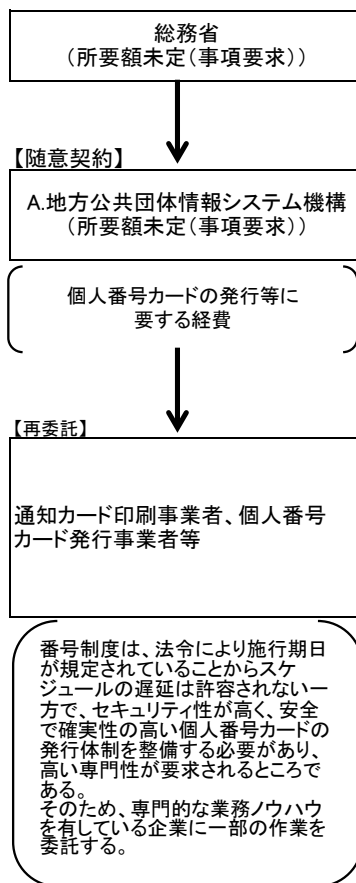 総務省
（所要額未定（事項要求））
【随意契約】
A.地方公共団体情報システム機構
（所要額未定（事項要求））
個人番号カードの発行等に
要する経費
【再委託】
通知カード印刷事業者、個人番号
カード発行事業者等
番号制度は、法令により施行期日
が規定されていることからスケ
ジュールの遅延は許容されない一
方で、セキュリティ性が高く、安全
で確実性の高い個人番号カードの
発行体制を整備する必要があり、
高い専門性が要求されるところで
ある。
そのため、専門的な業務ノウハウ
を有している企業に一部の作業を
委託する。